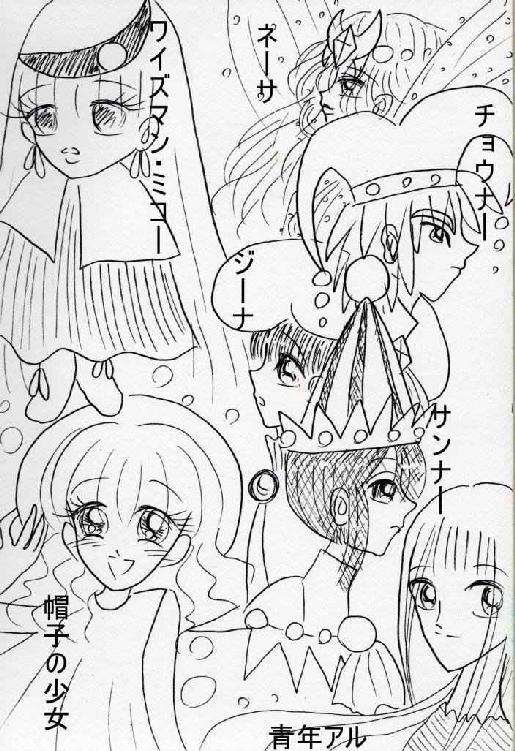 ワイズマン・ミコー
ネーサ
チョウナー
ジーナ
サンナー
帽子の少女
青年アル